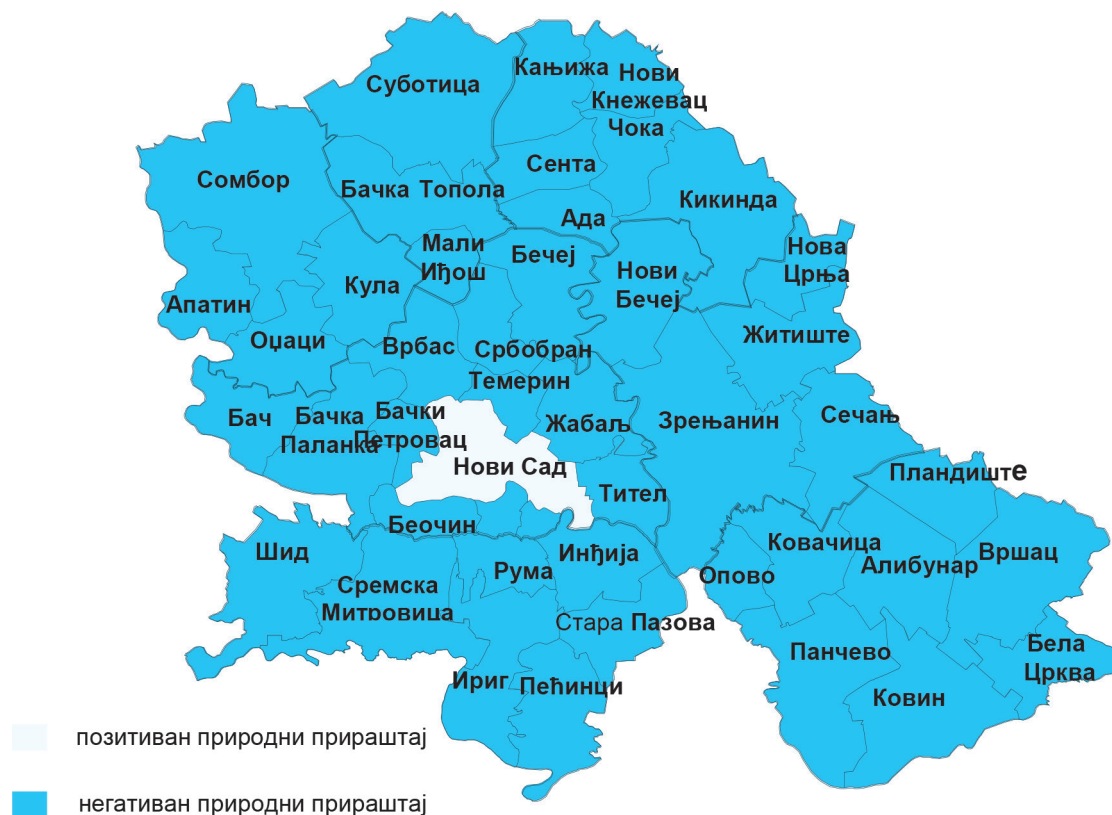 Суботица
Кањижа
Нови
Кнежевац
Чока
Сомбор
Бачка Топола
Сента
Кикинда
Ада
Мали
Иђош
Бечеј
Нови
Бечеј
Нова
Црња
Апатин
Кула
Оџаци
Врбас
Србобран
Житиште
Темерин
Бач
Бачка
Паланка
Бачки
Петровац
Жабаљ
Зрењанин
Сечањ
Нови Сад
Тител
Пландиште
Беочин
Шид
Инђија
Ковачица
Вршац
Сремска
Митровица
Рума
Опово
Алибунар
Стара Пазова
Панчево
Бела
Црква
Ириг
Пећинци
Ковин
позитиван природни прираштај
негативан природни прираштај